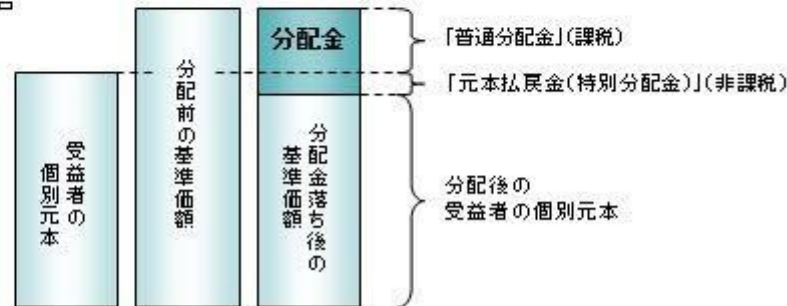 受益者の
個別元本
分配前の基準価額
分配金
分配金落ち後の
基準価額
「普通分配金」(課税)
「元本払戻金(特別分配金)」(非課税)
分配後の
受益者の個別元本